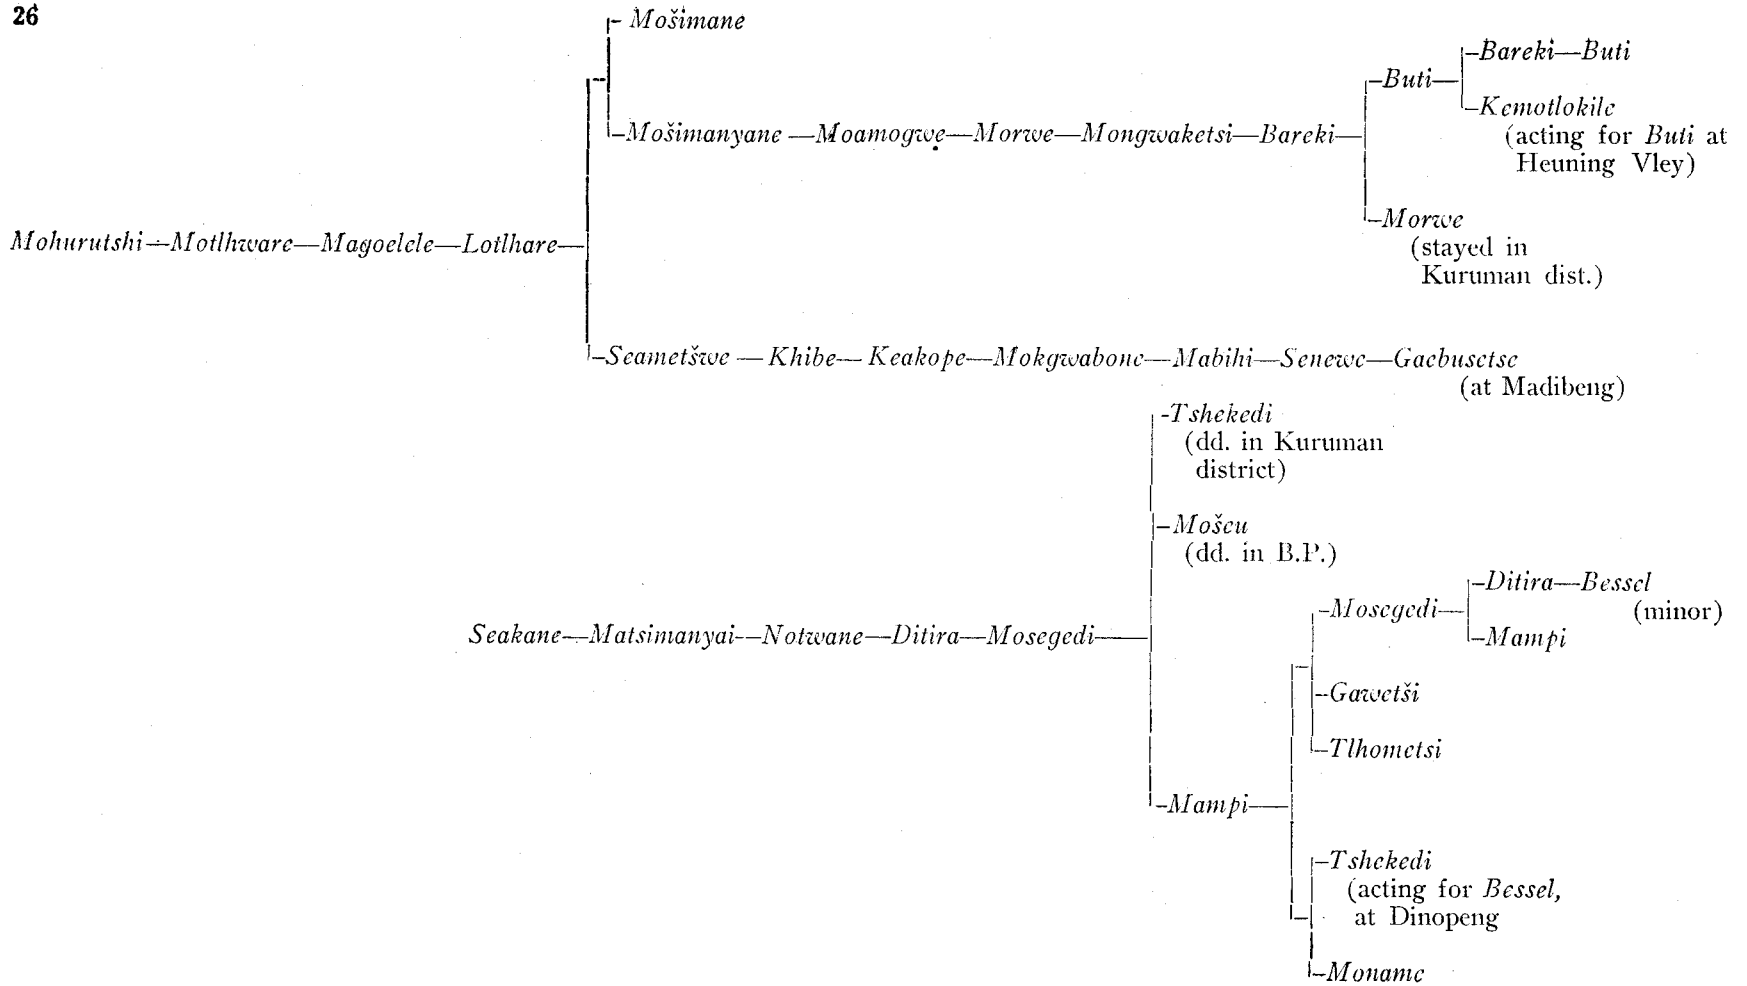 26
Mošimane
Bareki—Buti
Buti
Kemotlokile
(acting for Buti at
Heuning Vley)
Mošimanyane—Moamogwe—Morwe—Mongwaketsi—Bareki
Morwe
(stayed in
Kuruman dist.)
Mohurutshi—Motlhware—Magoelele—Lotlhare
Seametšwe—Khibe—Keakope—Mokgwabone—Mabihi—Senewe—Gaebusetse
(at Madibeng)
Tshekedi
(dd. in Kuruman
district)
Mošeu
(dd. in B.P.)
Ditira—Bessel
(minor)
Mosegedi
Mampi
Seakane—Matsimanyai—Notwane—Ditira—Mosegedi
Gawetši
Tlhometsi
Mampi
Tshekedi
(acting for Bessel,
at Dinopeng
Moname